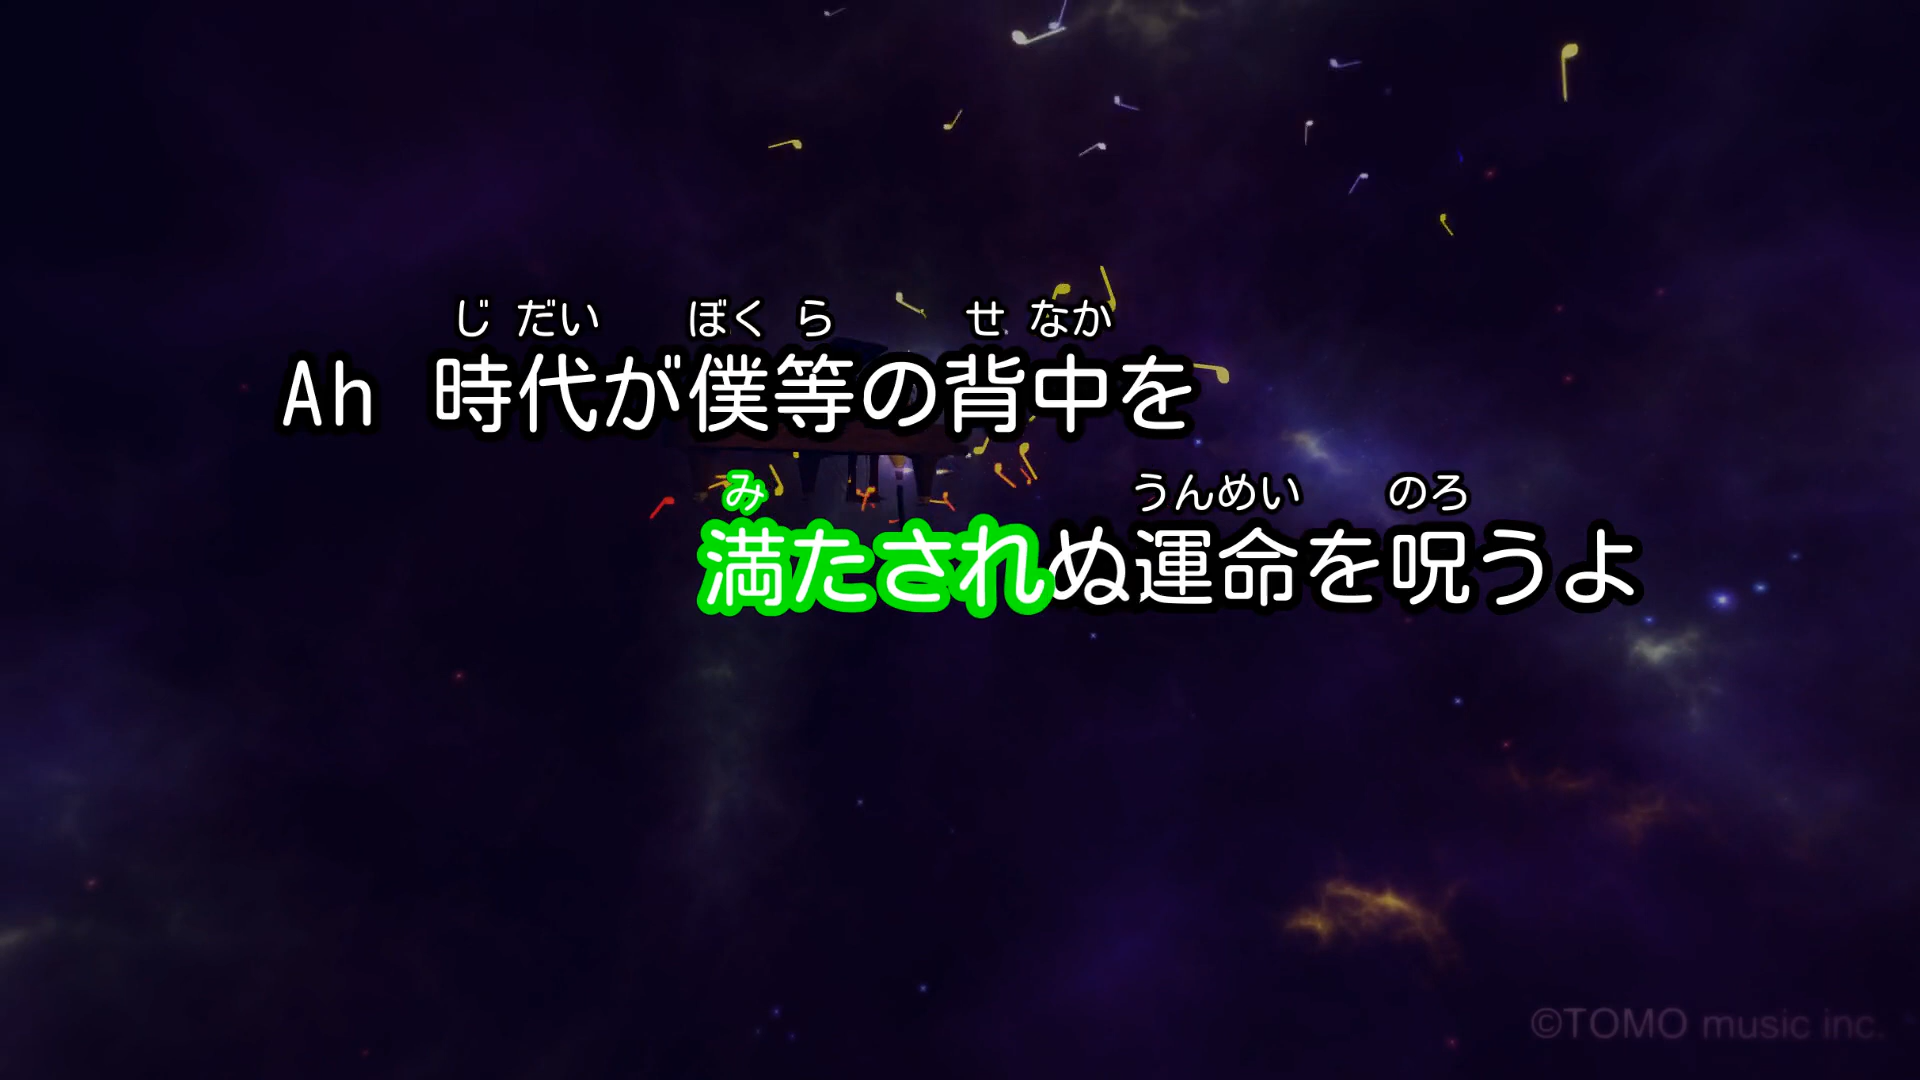 じ だい ぼく ら せ なか
Ah 時代が僕等の背中を
み うんめい のろ
満たされぬ運命を呪うよ
©TOMO music inc.